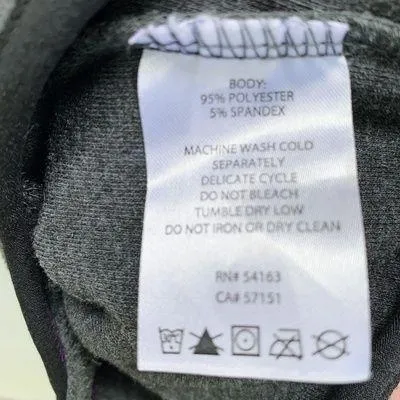 BODY:
95% POLYESTER
5% SPANDEX
MACHINE WASH COLD
SEPARATELY
DELICATE CYCLE
DO NOT BLEACH
TUMBLE DRY LOW
DO NOT IRON OR DRY CLEAN
RN# 54163
CA# 57151